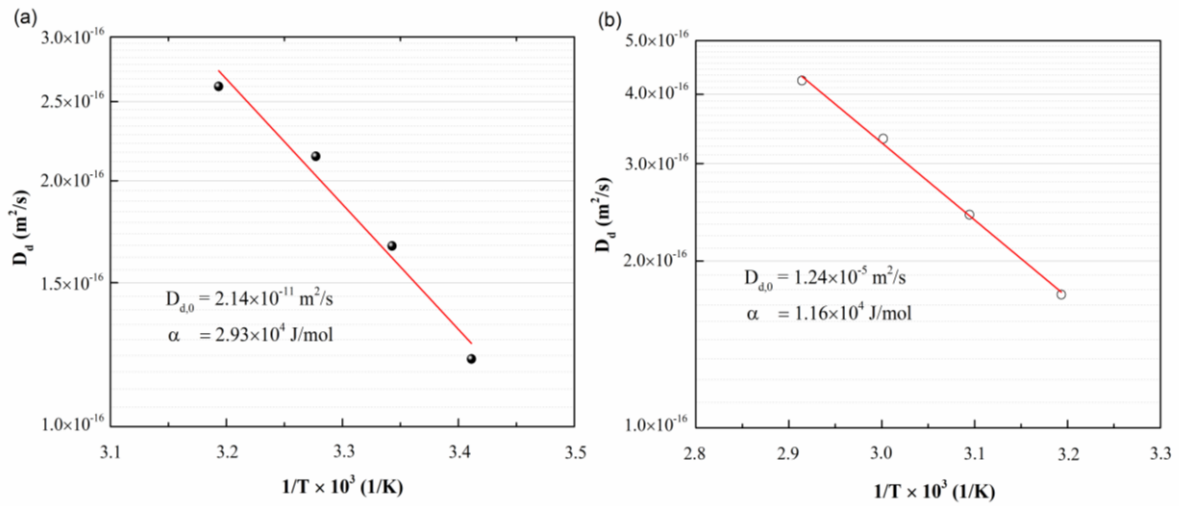 (a)
3.0×10⁻¹⁶
2.5×10⁻¹⁶
2.0×10⁻¹⁶
1.5×10⁻¹⁶
1.0×10⁻¹⁶
D_d (m²/s)
D_d,0 = 2.14×10⁻¹¹ m²/s
α = 2.93×10⁴ J/mol
3.1 3.2 3.3 3.4 3.5
1/T × 10³ (1/K)
(b)
5.0×10⁻¹⁶
4.0×10⁻¹⁶
3.0×10⁻¹⁶
2.0×10⁻¹⁶
1.0×10⁻¹⁶
D_d (m²/s)
D_d,0 = 1.24×10⁻⁵ m²/s
α = 1.16×10⁴ J/mol
2.8 2.9 3.0 3.1 3.2 3.3
1/T × 10³ (1/K)